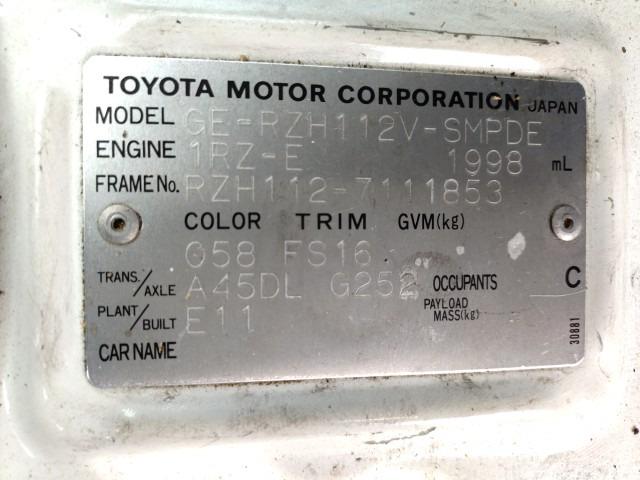 TOYOTA MOTOR CORPORATION JAPAN
MODEL GE-RZH112V-SMPDE
ENGINE 1RZ-E 1998 mL
FRAME No. RZH112-7111853
COLOR TRIM GVM(kg)
058 FS16
TRANS./AXLE A45DL G252 OCCUPANTS C
PLANT/BUILT E11 PAYLOAD MASS(kg)
CAR NAME
30881